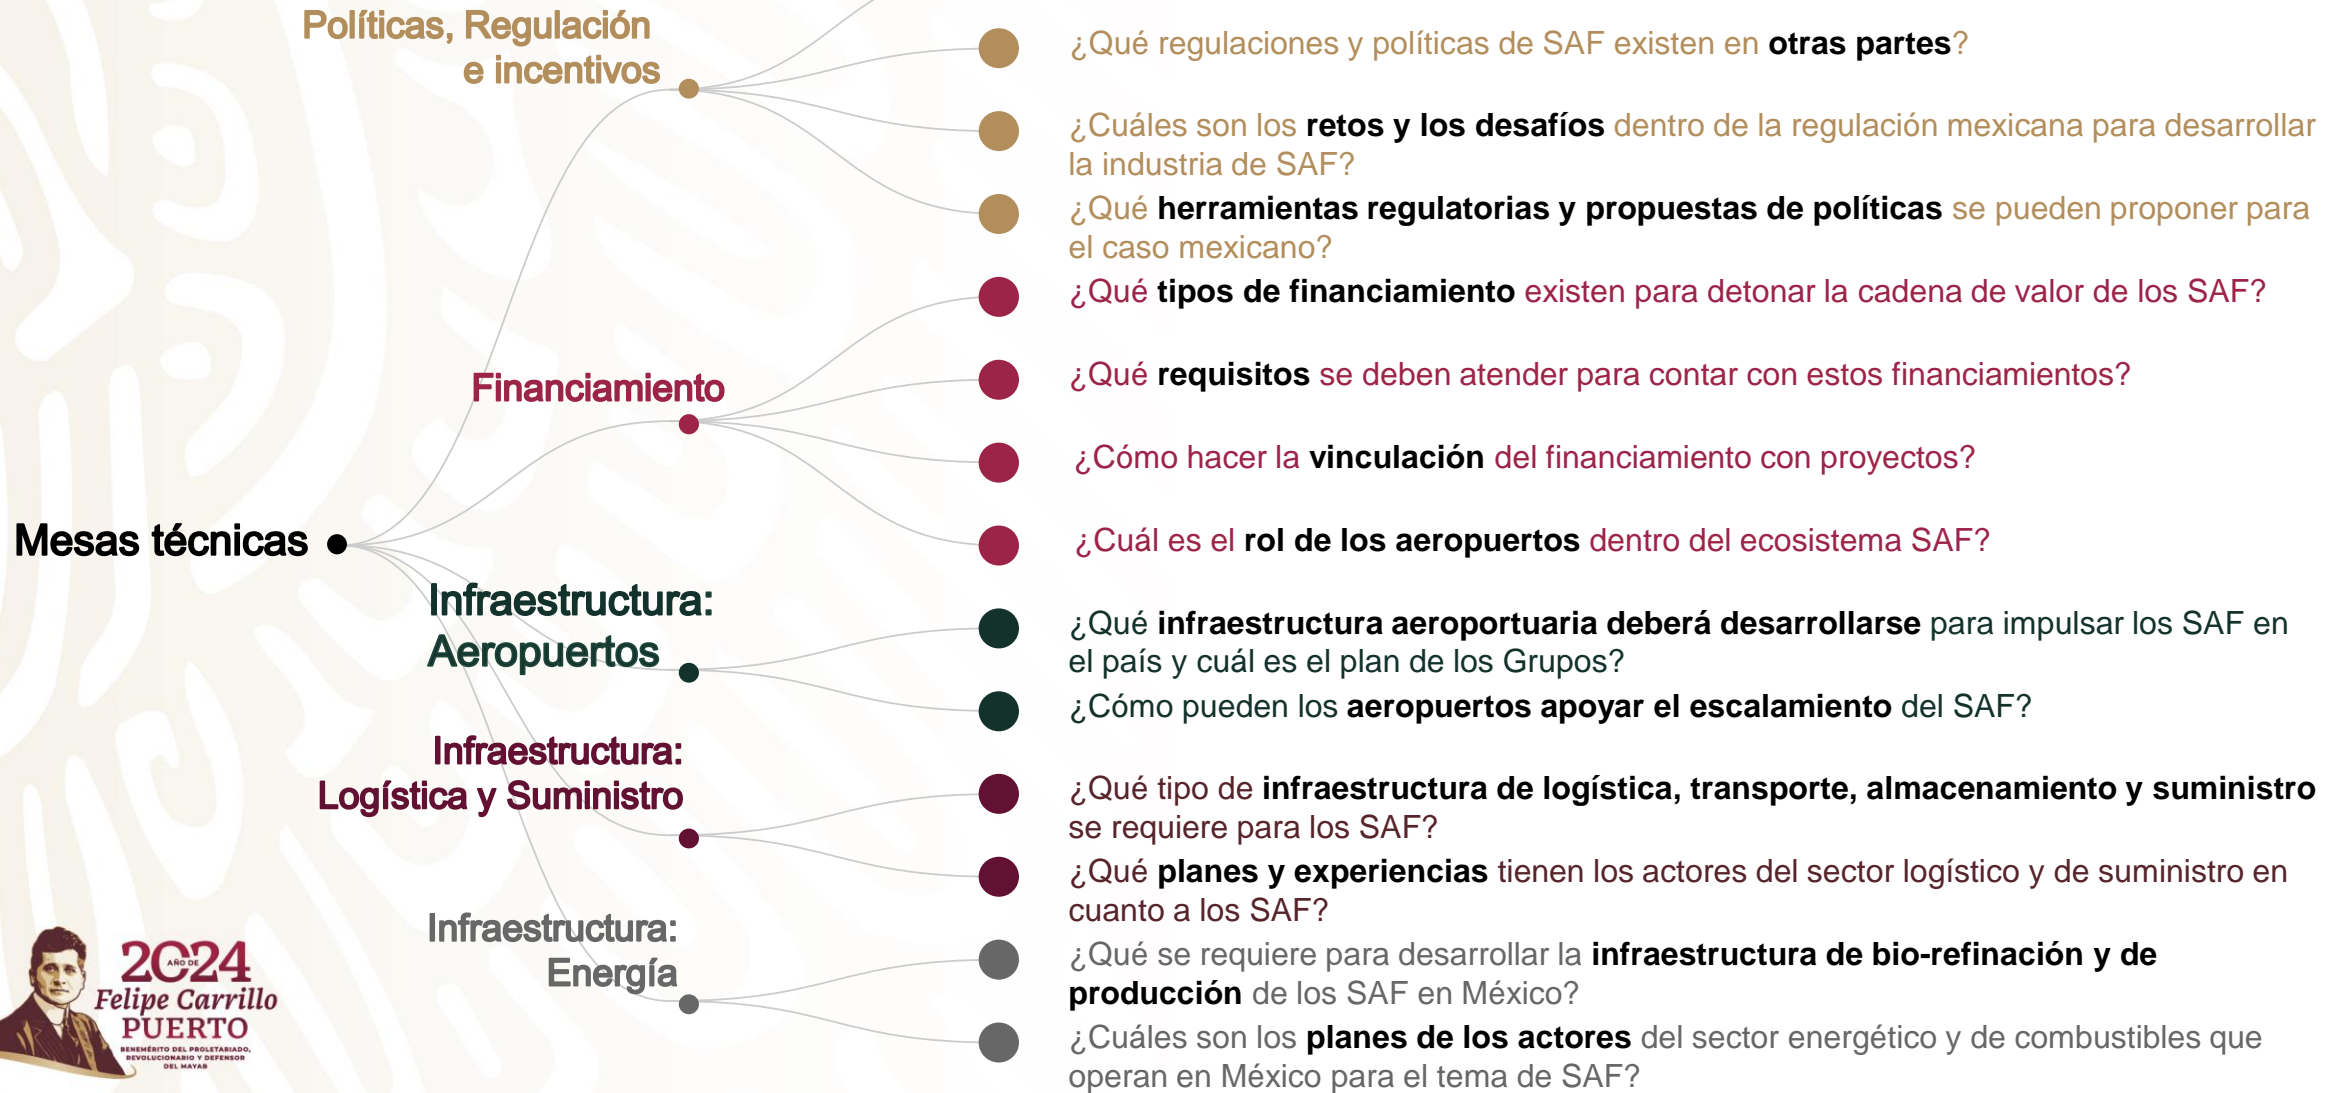 Políticas, Regulación
e incentivos
¿Qué regulaciones y políticas de SAF existen en otras partes?
¿Cuáles son los retos y los desafíos dentro de la regulación mexicana para desarrollar
la industria de SAF?
¿Qué herramientas regulatorias y propuestas de políticas se pueden proponer para
el caso mexicano?
Financiamiento
¿Qué tipos de financiamiento existen para detonar la cadena de valor de los SAF?
¿Qué requisitos se deben atender para contar con estos financiamientos?
¿Cómo hacer la vinculación del financiamiento con proyectos?
¿Cuál es el rol de los aeropuertos dentro del ecosistema SAF?
Mesas técnicas
Infraestructura:
Aeropuertos
¿Qué infraestructura aeroportuaria deberá desarrollarse para impulsar los SAF en
el país y cuál es el plan de los Grupos?
¿Cómo pueden los aeropuertos apoyar el escalamiento del SAF?
Infraestructura:
Logística y Suministro
¿Qué tipo de infraestructura de logística, transporte, almacenamiento y suministro
se requiere para los SAF?
¿Qué planes y experiencias tienen los actores del sector logístico y de suministro en
cuanto a los SAF?
Infraestructura:
Energía
¿Qué se requiere para desarrollar la infraestructura de bio-refinación y de
producción de los SAF en México?
¿Cuáles son los planes de los actores del sector energético y de combustibles que
operan en México para el tema de SAF?
2024
AÑO DE
Felipe Carrillo
PUERTO
BENEMÉRITO DEL PROLETARIADO,
REVOLUCIONARIO Y DEFENSOR
DEL MAYAB